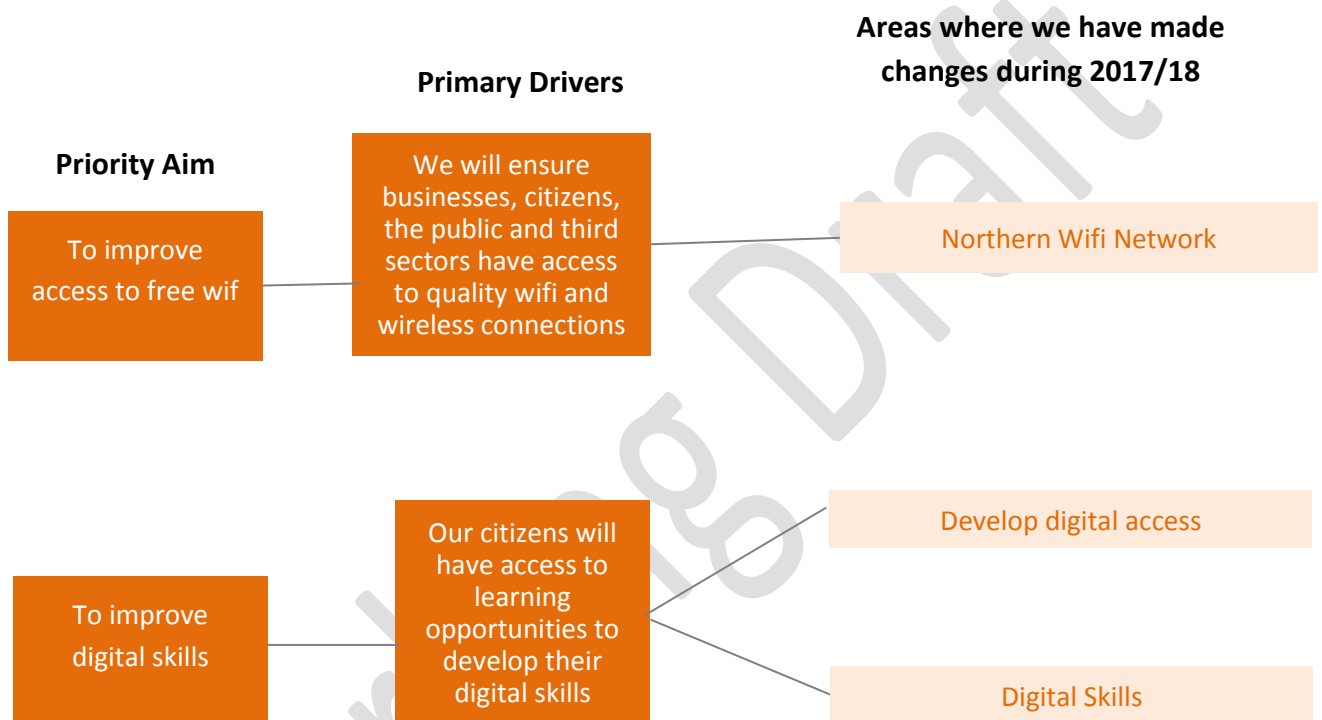 Areas where we have made
changes during 2017/18
Primary Drivers
Priority Aim
To improve
access to free wif
We will ensure
businesses, citizens,
the public and third
sectors have access
to quality wifi and
wireless connections
Northern Wifi Network
To improve
digital skills
Our citizens will
have access to
learning
opportunities to
develop their
digital skills
Develop digital access
Digital Skills
ng Draft